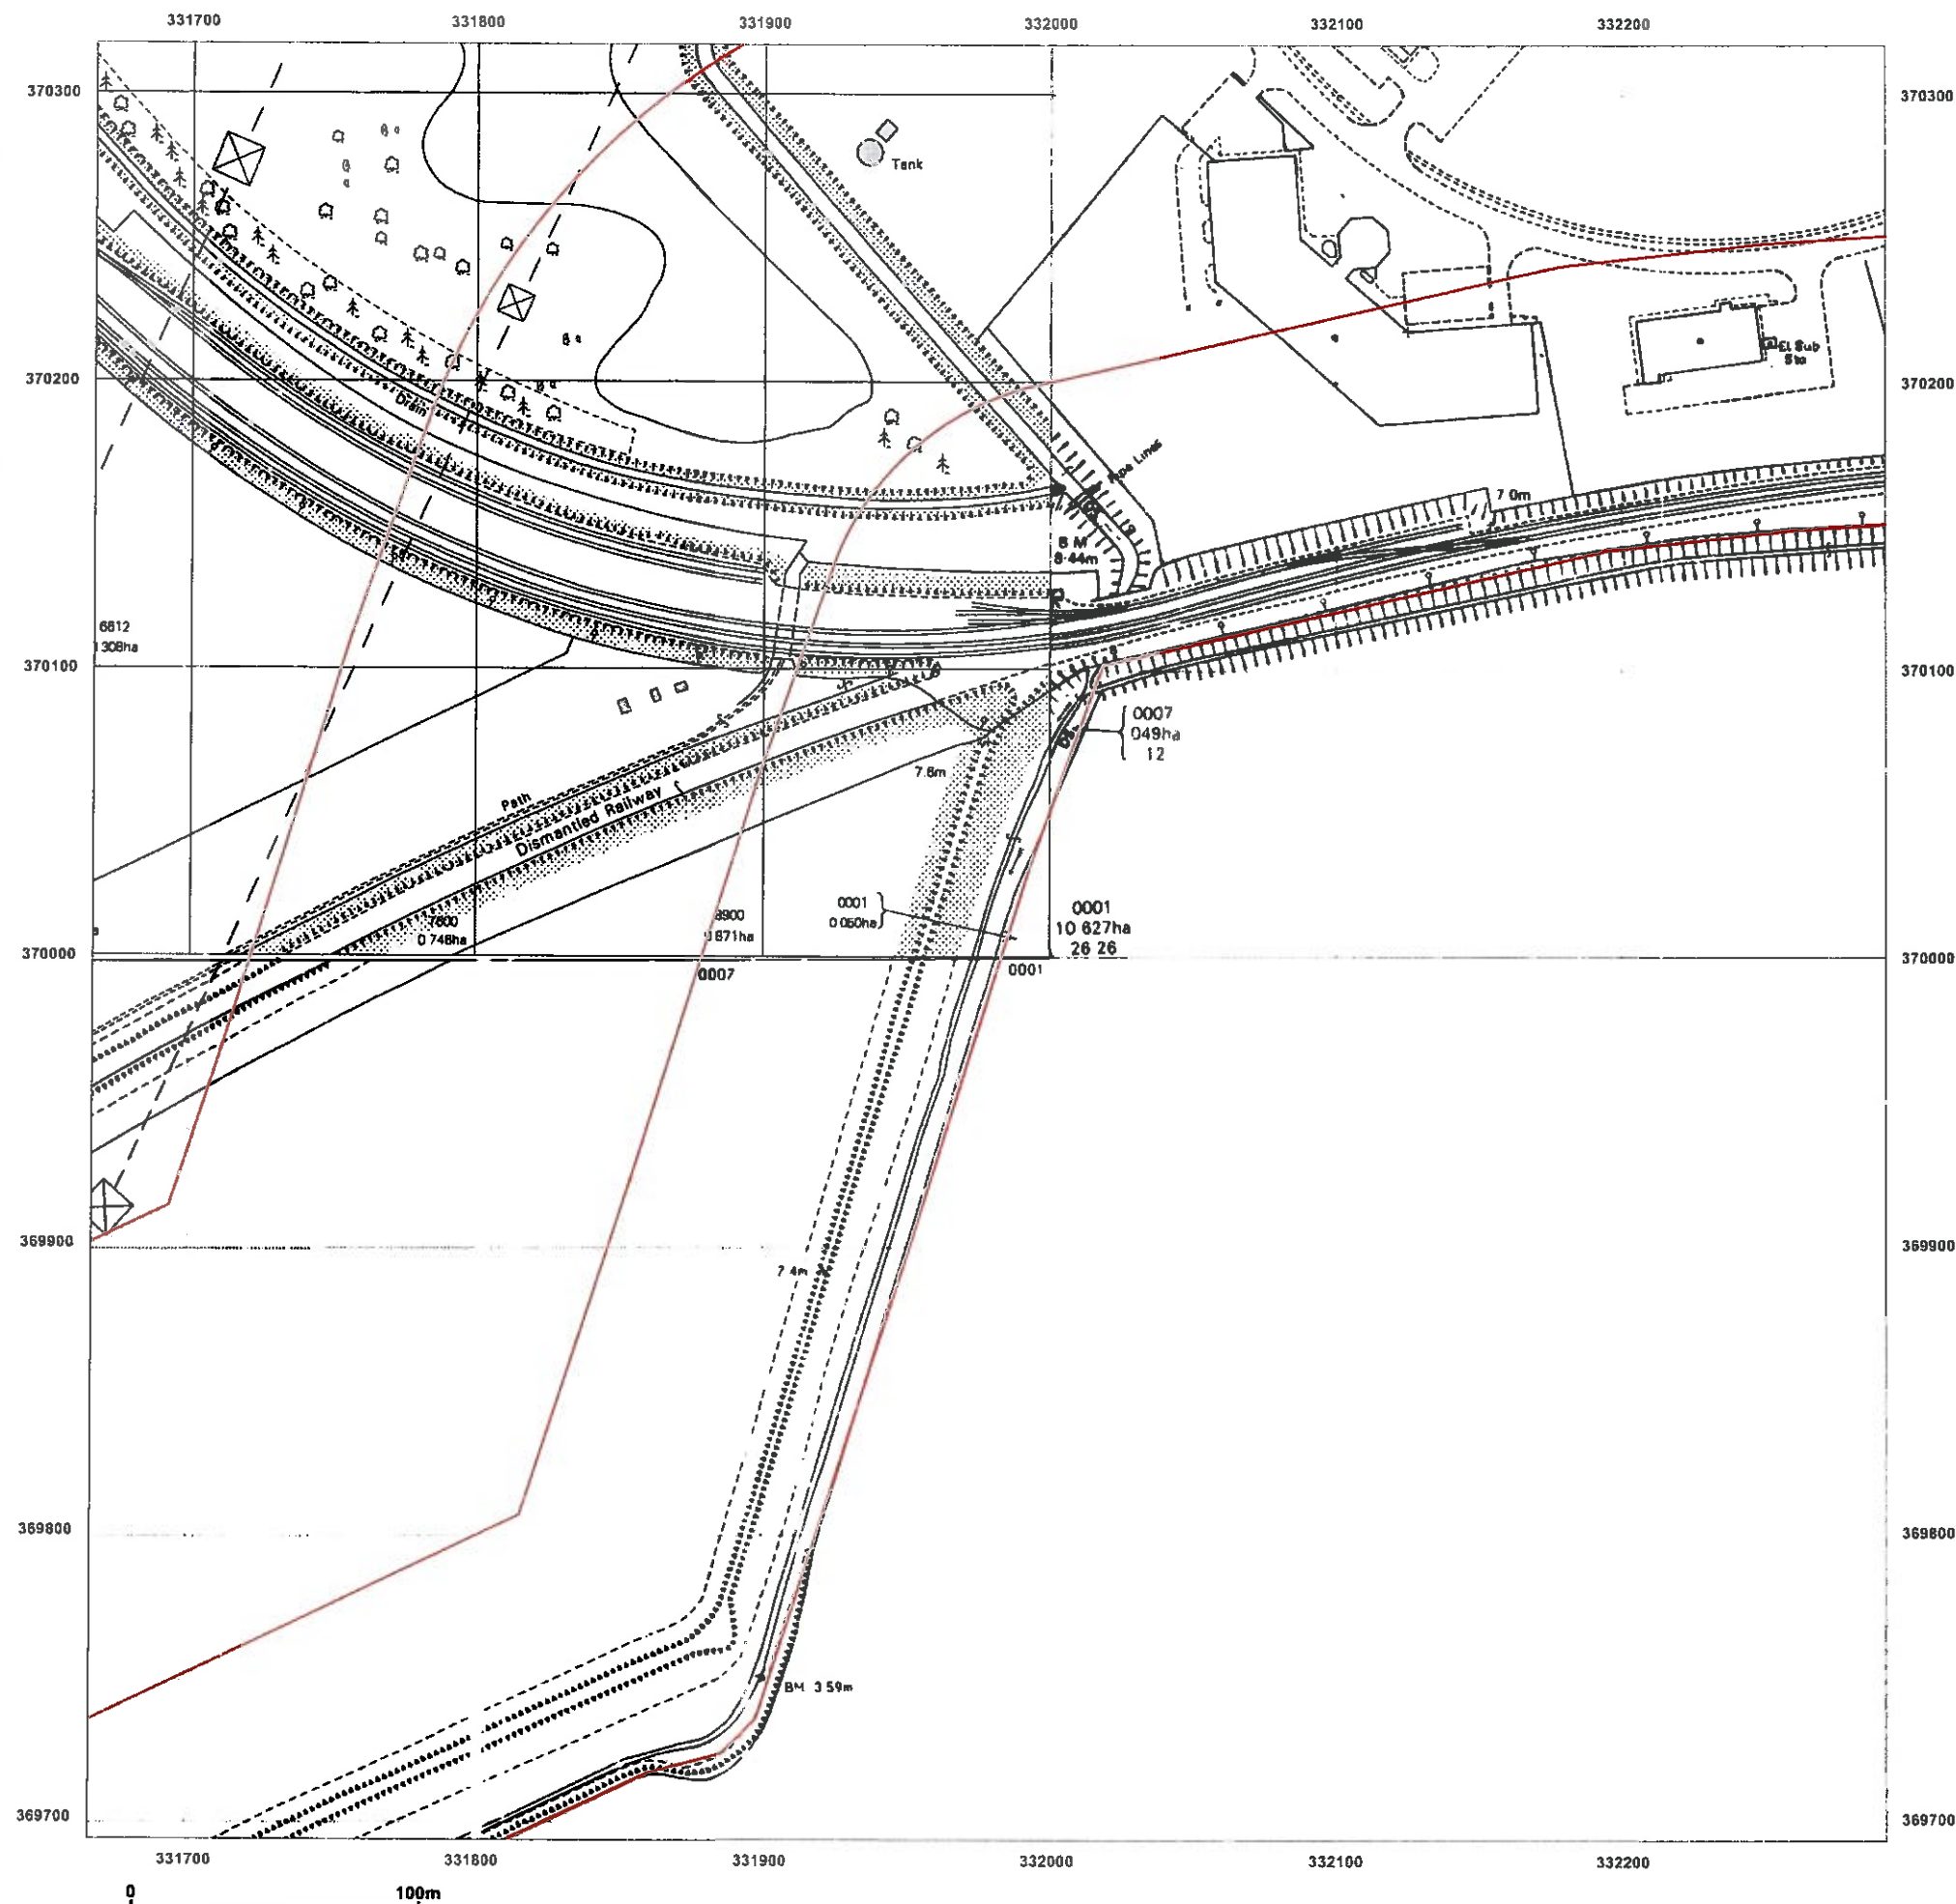 331700 331800 331900 332000 332100 332200
370300 370300
Tank
El Sub
Sta
370200 370200
Drain
Pipe Lines
7 0m
B M
8·44m
6812
1 308ha
370100 370100
0007
049ha
12
7.6m
Path
Dismantled Railway
0001
0 050ha
7800
0 748ha
8900
0 871ha
0001
10 627ha
26 26
370000 370000
0007
0001
369900 369900
7 4m
369800 369800
BM 3 59m
369700 369700
331700 331800 331900 332000 332100 332200
0 100m